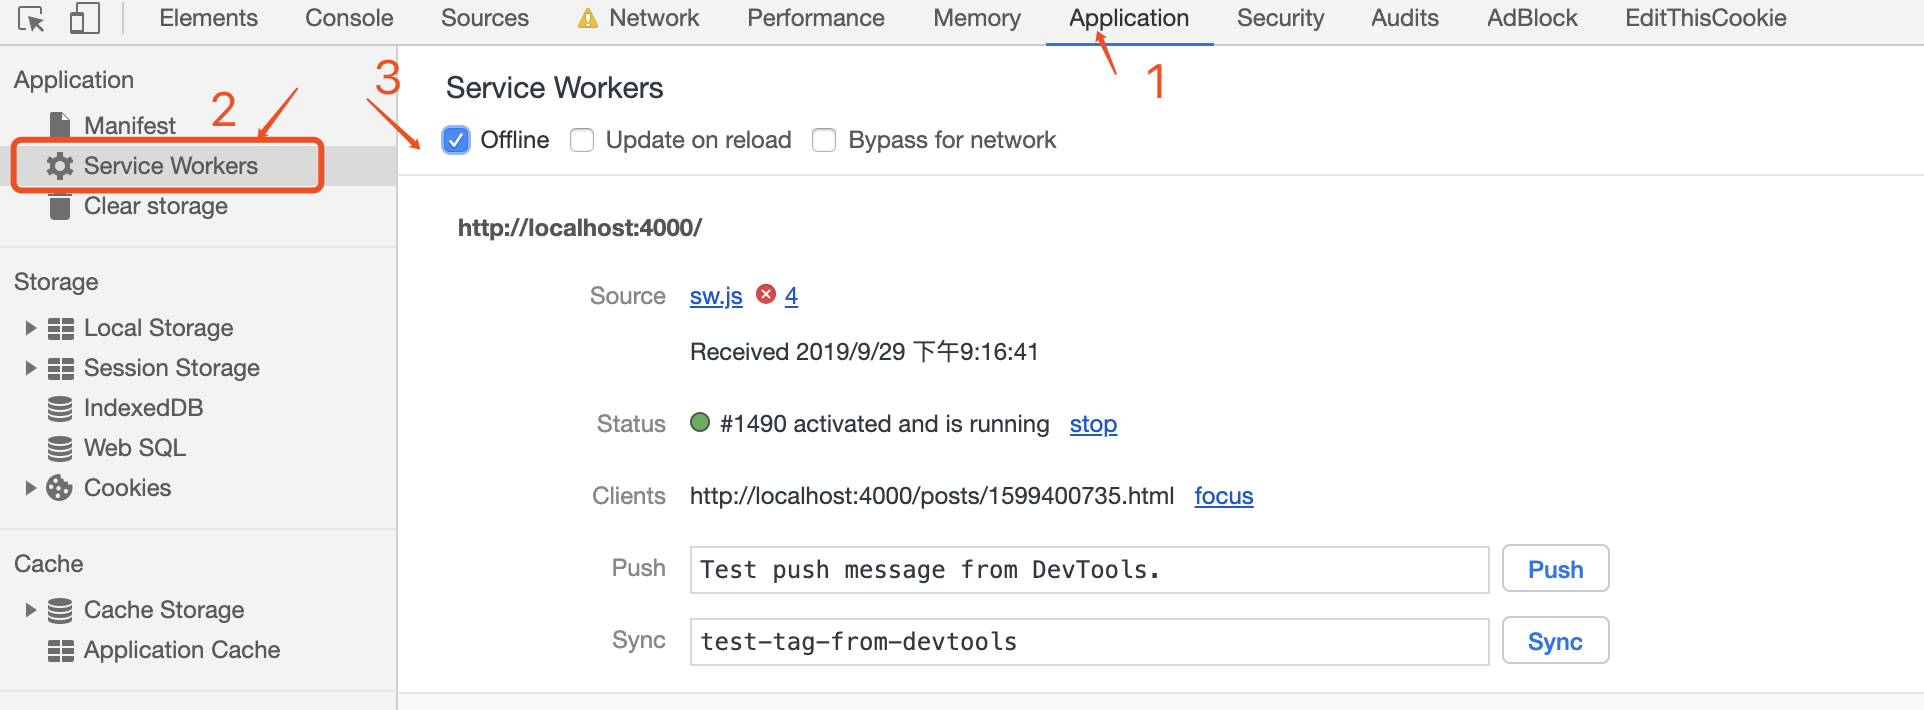 Elements Console Sources Network Performance Memory Application Security Audits AdBlock EditThisCookie
1
Application
Manifest
2
Service Workers
Clear storage
Storage
Local Storage
Session Storage
IndexedDB
Web SQL
Cookies
Cache
Cache Storage
Application Cache
3
Service Workers
Offline Update on reload Bypass for network
http://localhost:4000/
Source sw.js 4
Received 2019/9/29 下午9:16:41
Status #1490 activated and is running stop
Clients http://localhost:4000/posts/1599400735.html focus
Push Test push message from DevTools. Push
Sync test-tag-from-devtools Sync